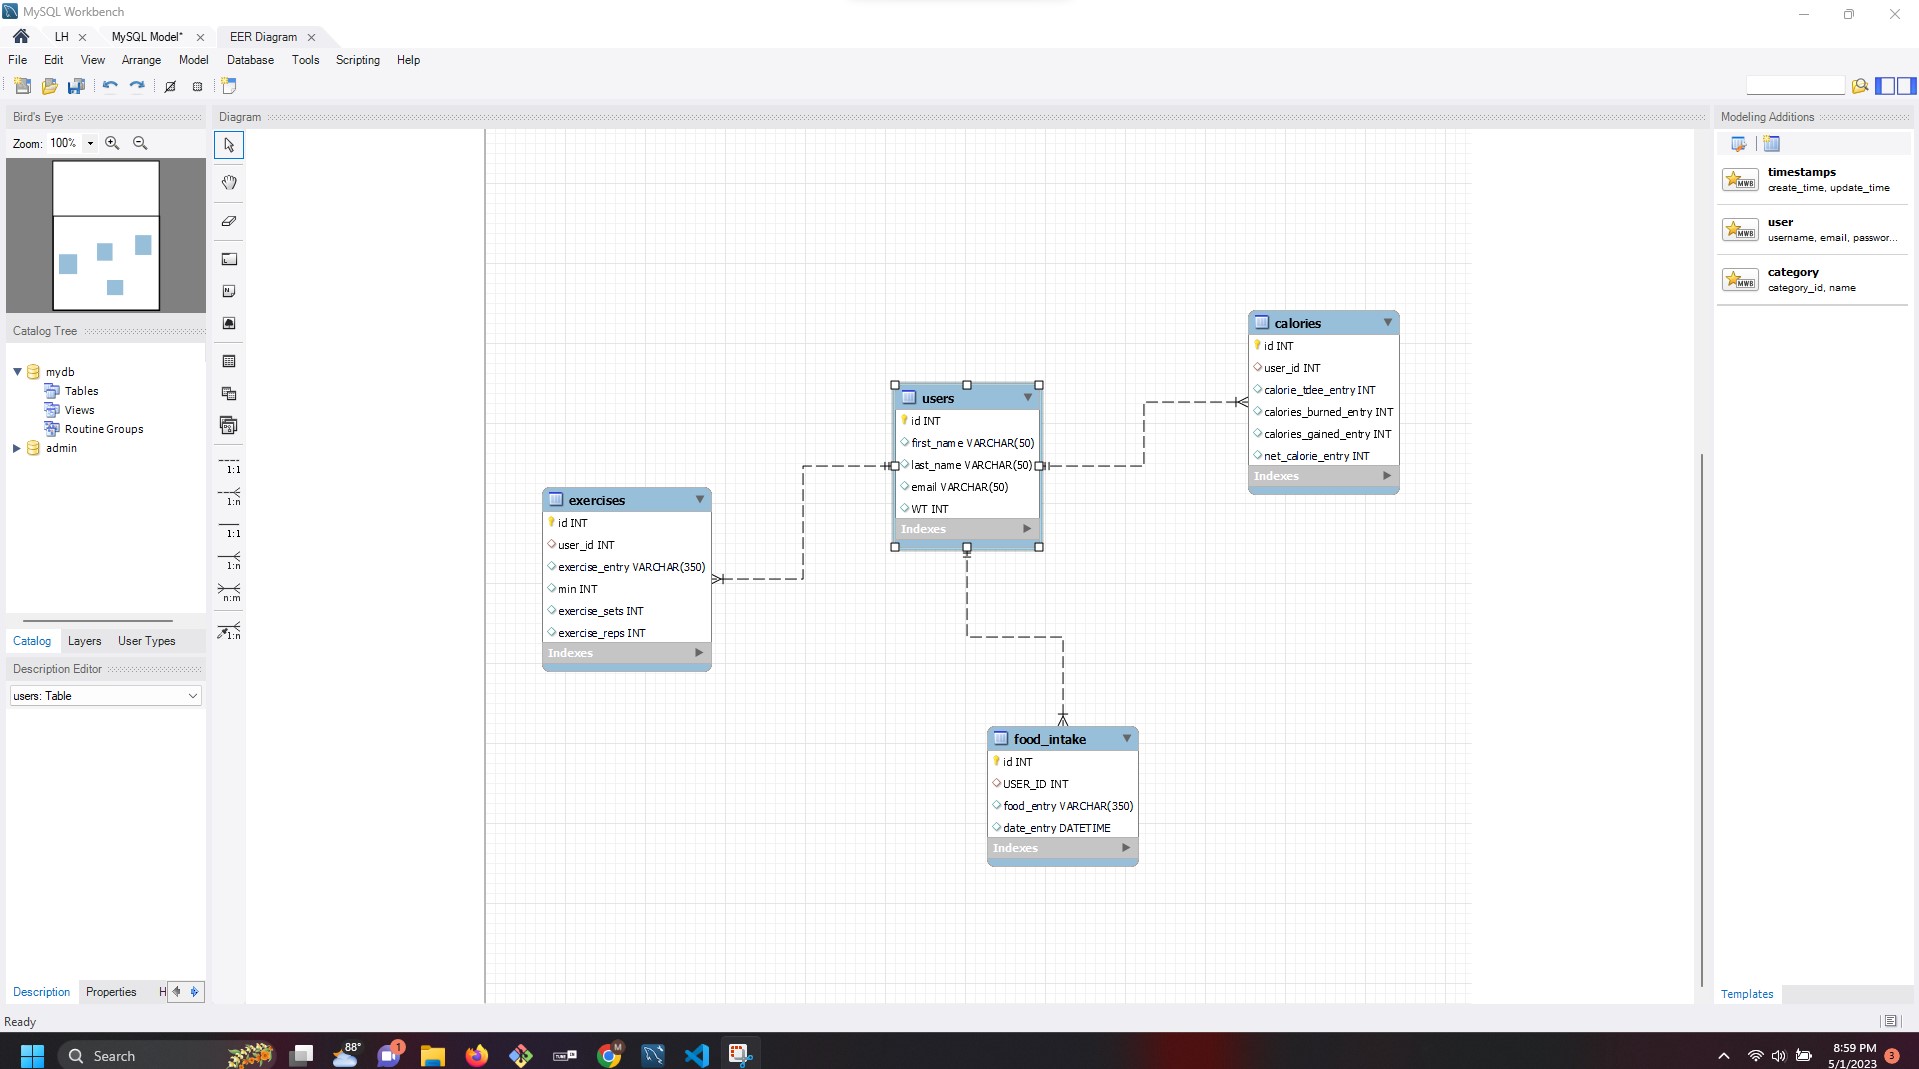 MySQL Workbench
LH
MySQL Model*
EER Diagram
File Edit View Arrange Model Database Tools Scripting Help
Bird's Eye
Zoom: 100%
Catalog Tree
mydb
Tables
Views
Routine Groups
admin
Catalog Layers User Types
Description Editor
users: Table
Description Properties H
Diagram
1:1
1:n
1:1
1:n
n:m
1:n
exercises
id INT
user_id INT
exercise_entry VARCHAR(350)
min INT
exercise_sets INT
exercise_reps INT
Indexes
users
id INT
first_name VARCHAR(50)
last_name VARCHAR(50)
email VARCHAR(50)
WT INT
Indexes
calories
id INT
user_id INT
calorie_tdee_entry INT
calories_burned_entry INT
calories_gained_entry INT
net_calorie_entry INT
Indexes
food_intake
id INT
USER_ID INT
food_entry VARCHAR(350)
date_entry DATETIME
Indexes
Modeling Additions
MWB
timestamps
create_time, update_time
MWB
user
username, email, passwor...
MWB
category
category_id, name
Templates
Ready
Search
88°
1
M
8:59 PM
5/1/2023
3